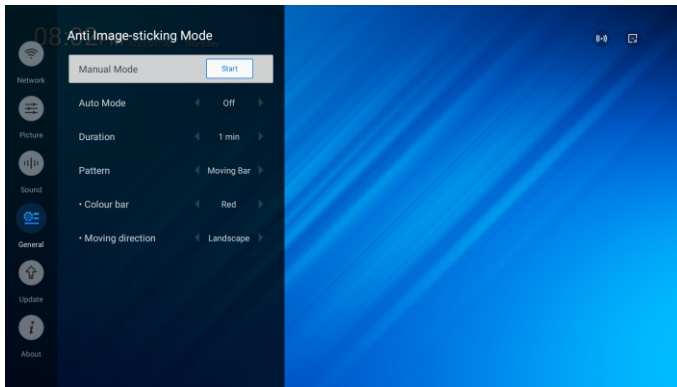 Anti Image-sticking Mode
Network
Manual Mode Start
Auto Mode Off
Picture
Duration 1 min
Pattern Moving Bar
Sound
• Colour bar Red
General
• Moving direction Landscape
Update
About